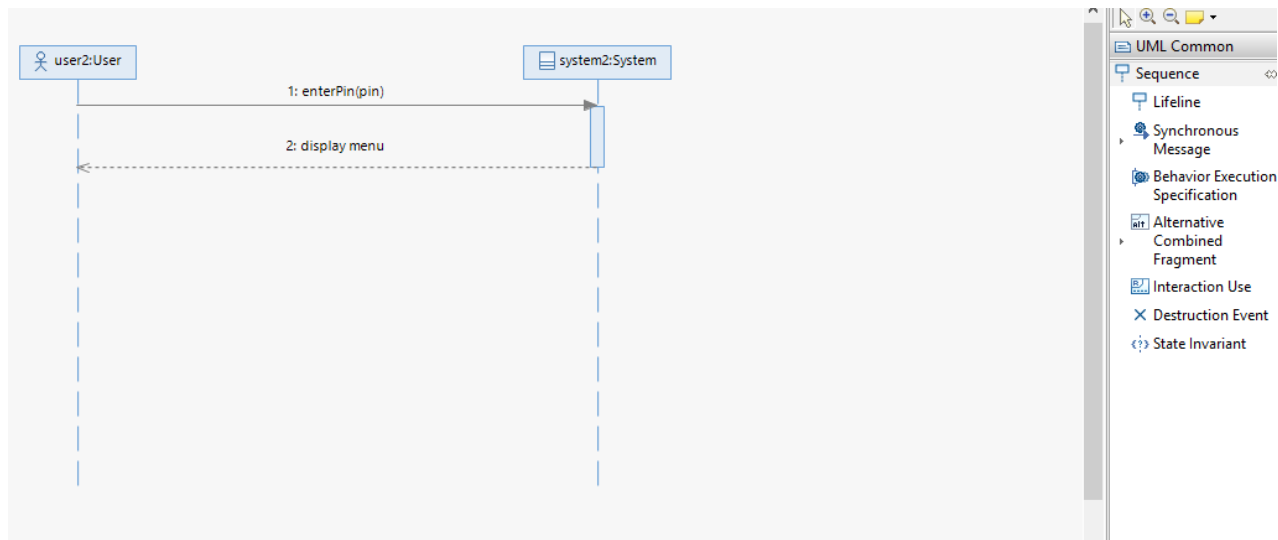 user2:User
system2:System
1: enterPin(pin)
2: display menu
UML Common
Sequence
Lifeline
Synchronous
Message
Behavior Execution
Specification
Alt
Alternative
Combined
Fragment
Interaction Use
Destruction Event
State Invariant